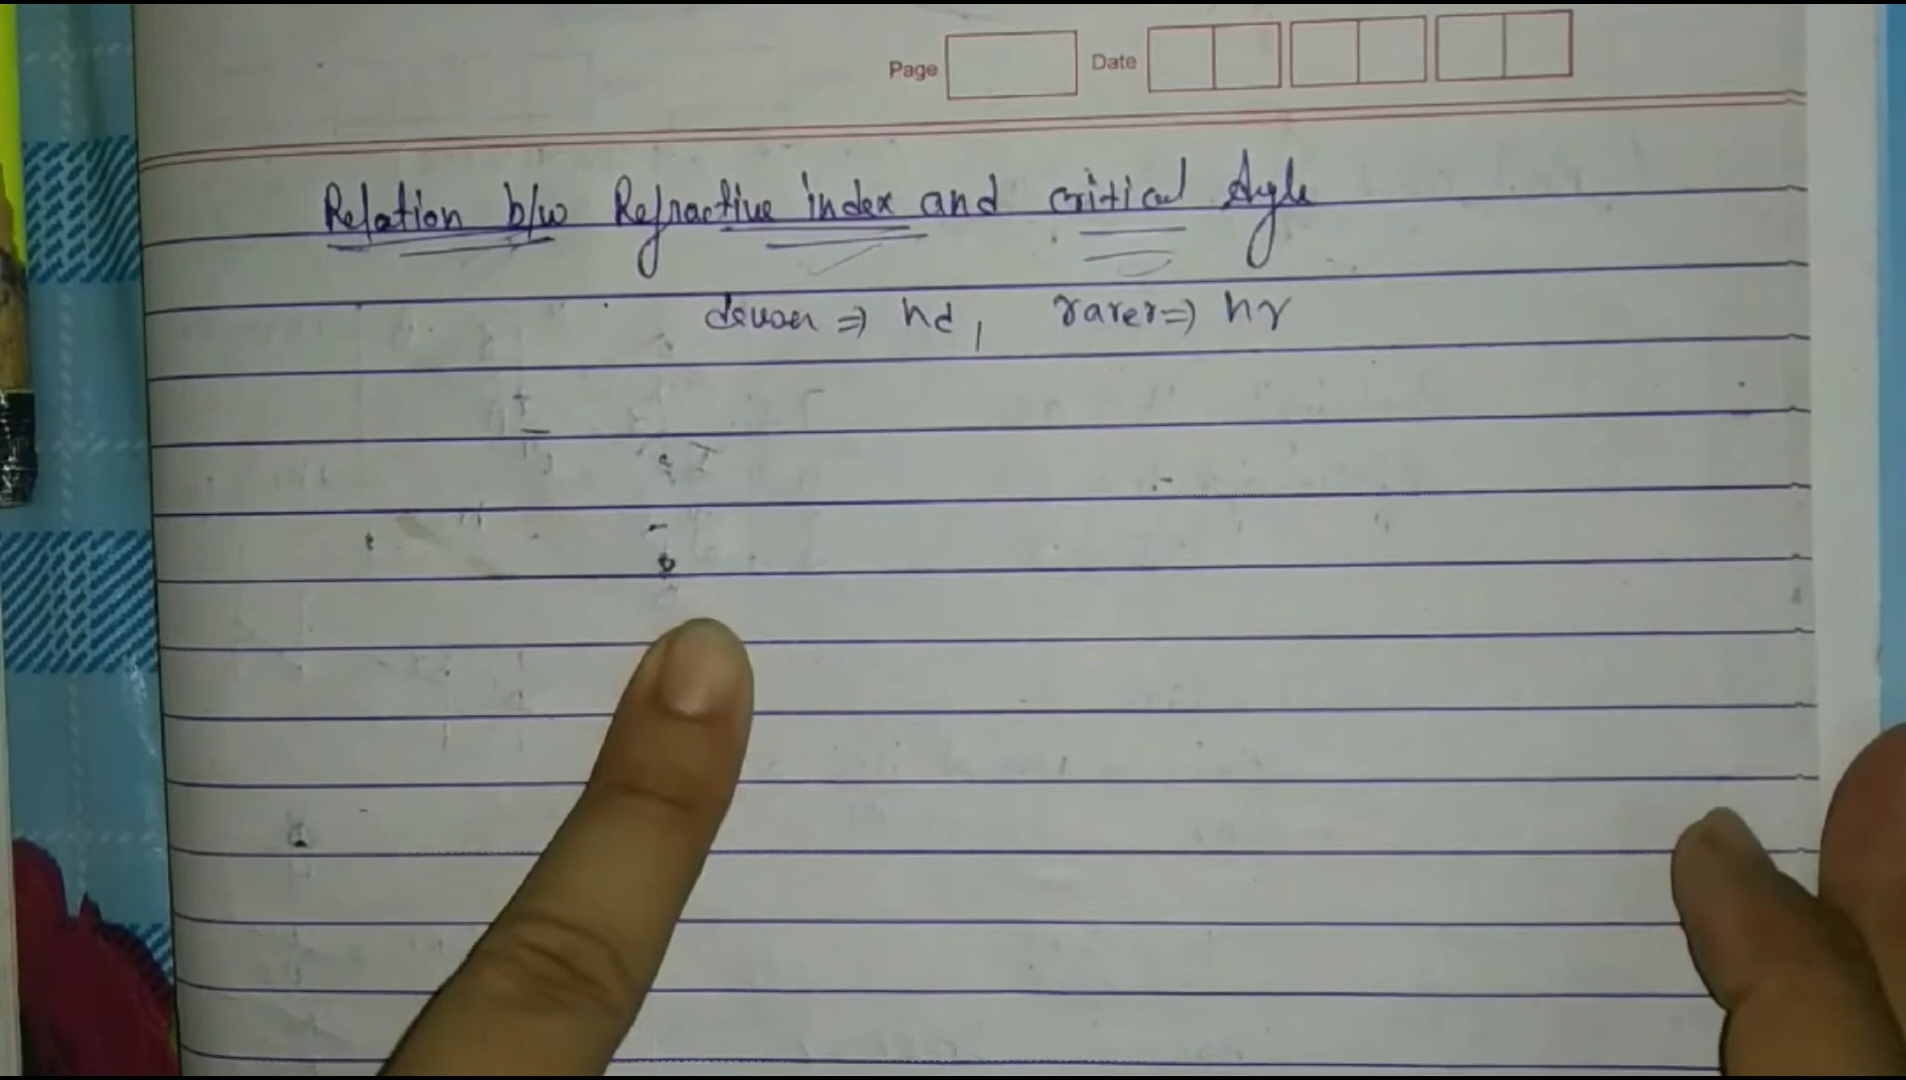 Page Date
Relation b/w Refractive index and critical Angle
denser => nd, rarer => nr